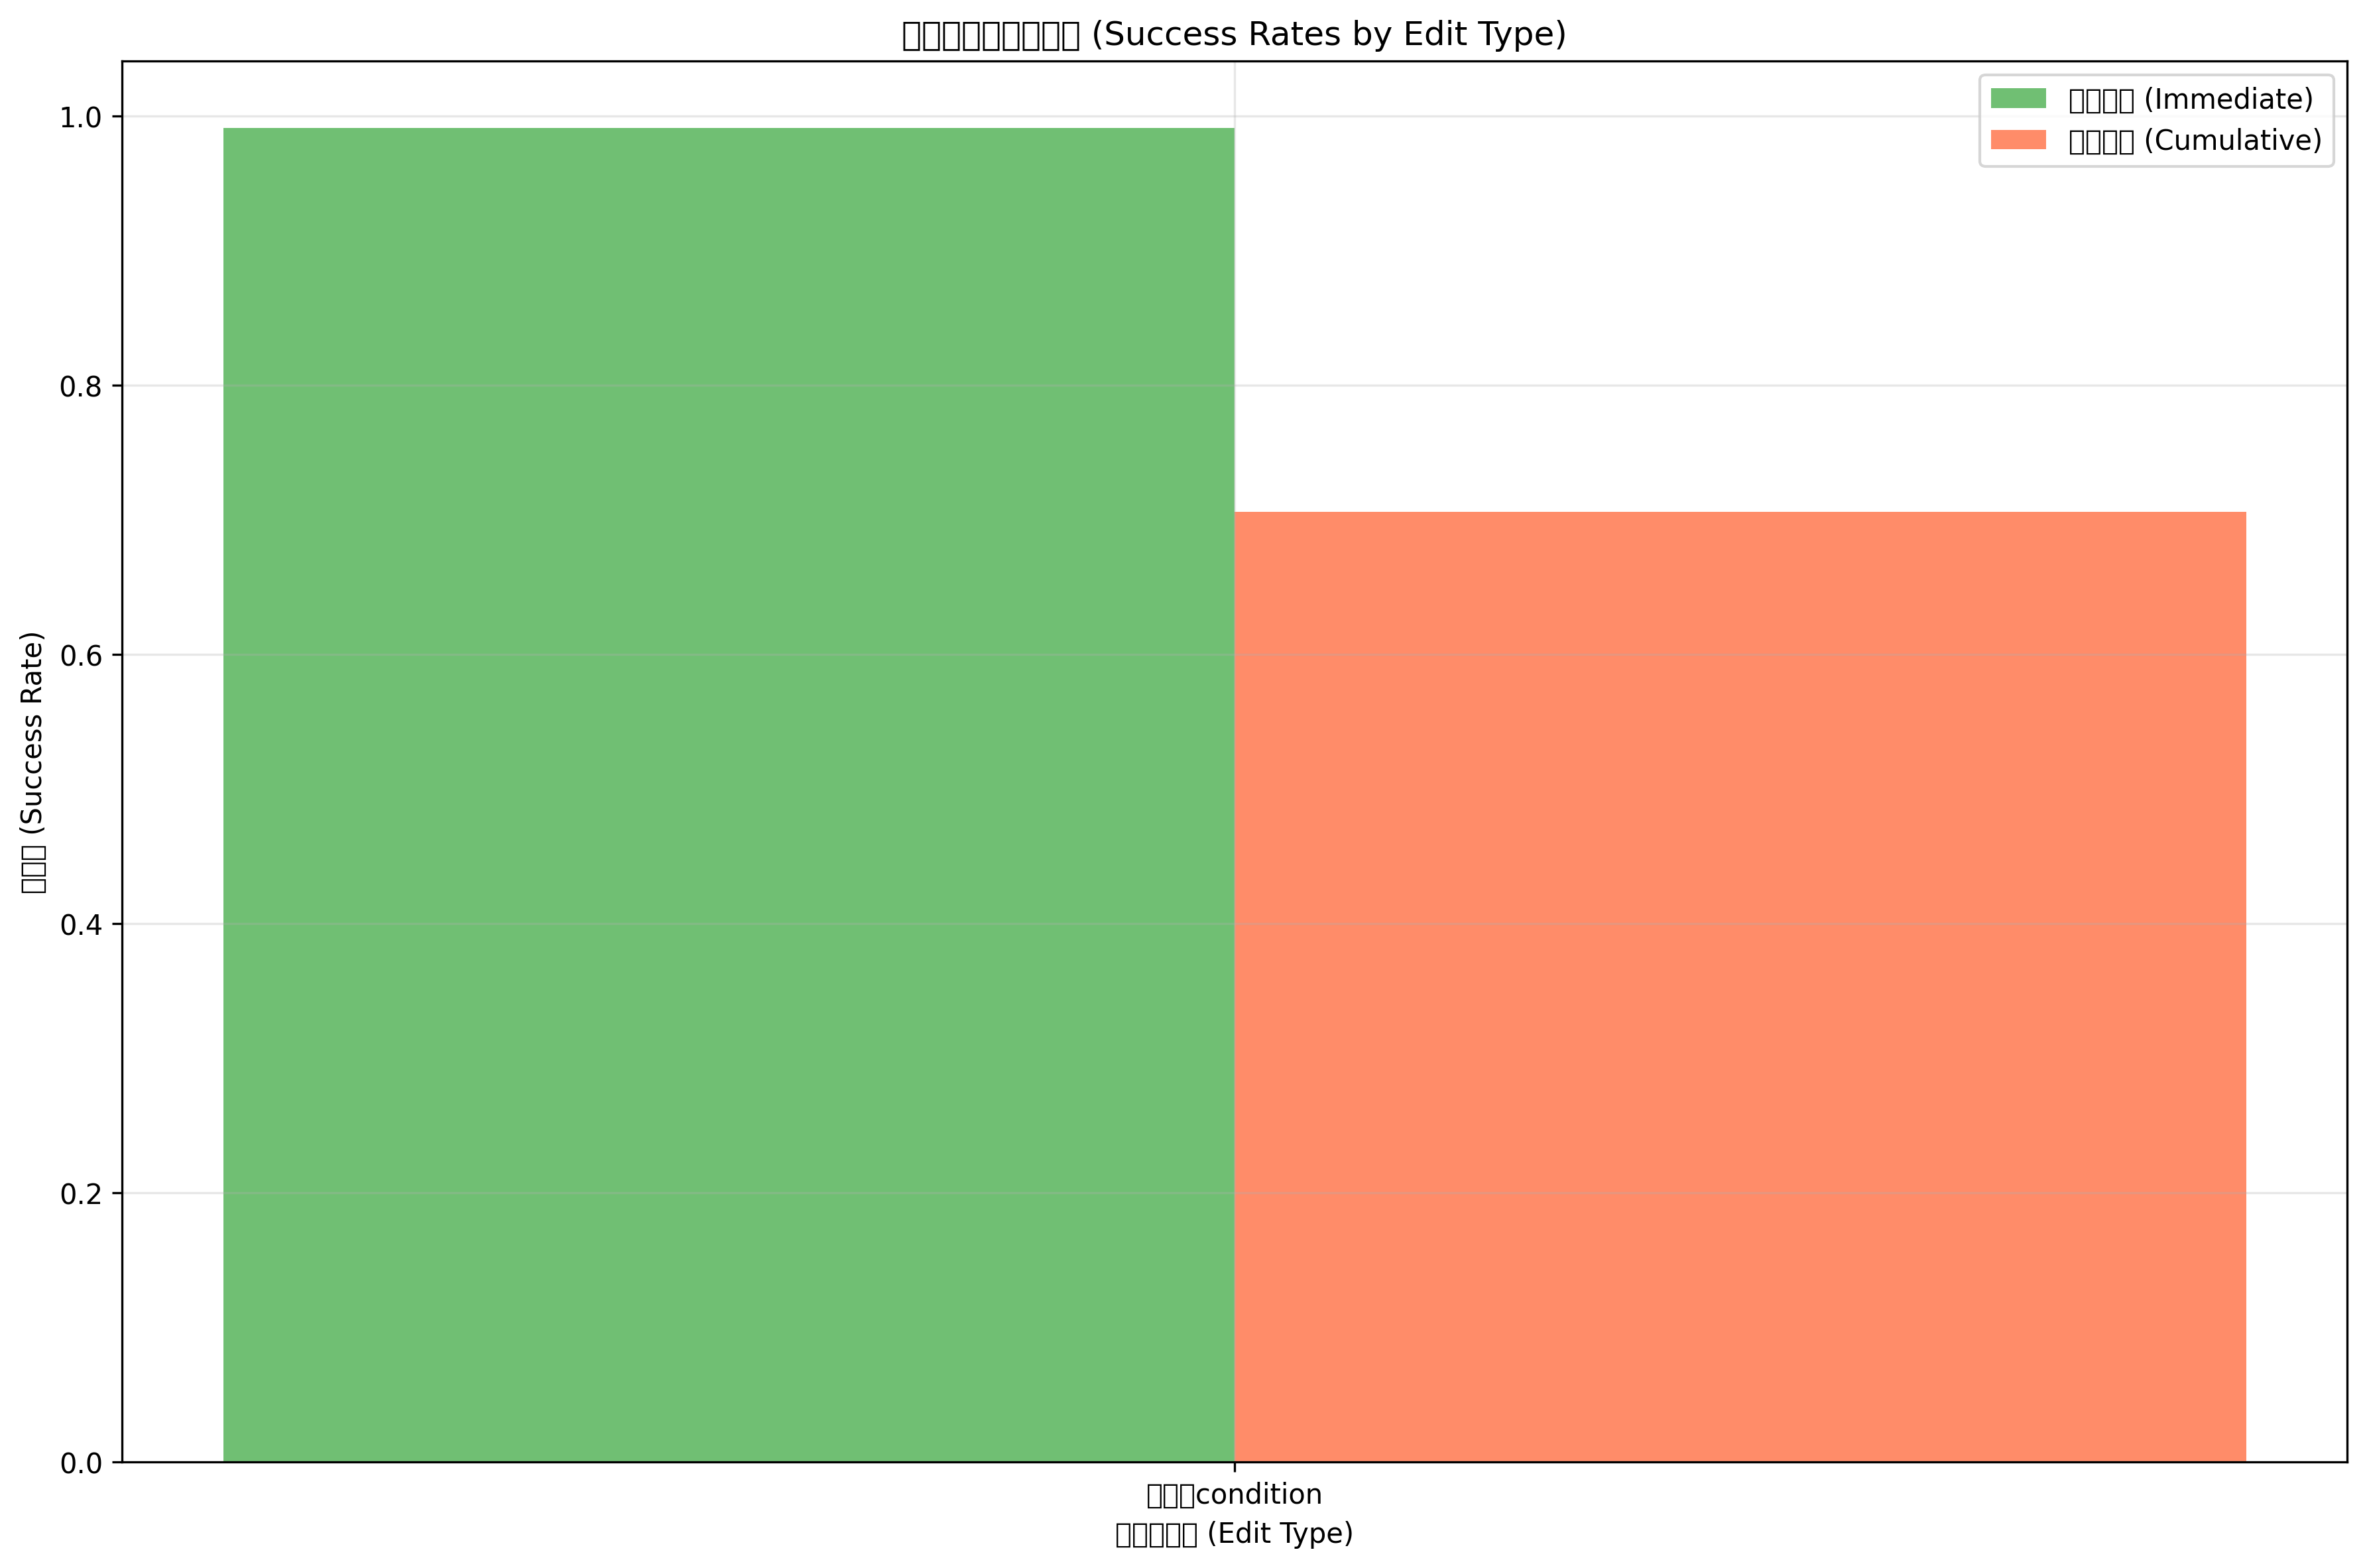 (Success Rates by Edit Type)
(Immediate)
(Cumulative)
1.0
0.8
0.6
0.4
0.2
0.0
(Success Rate)
condition
(Edit Type)